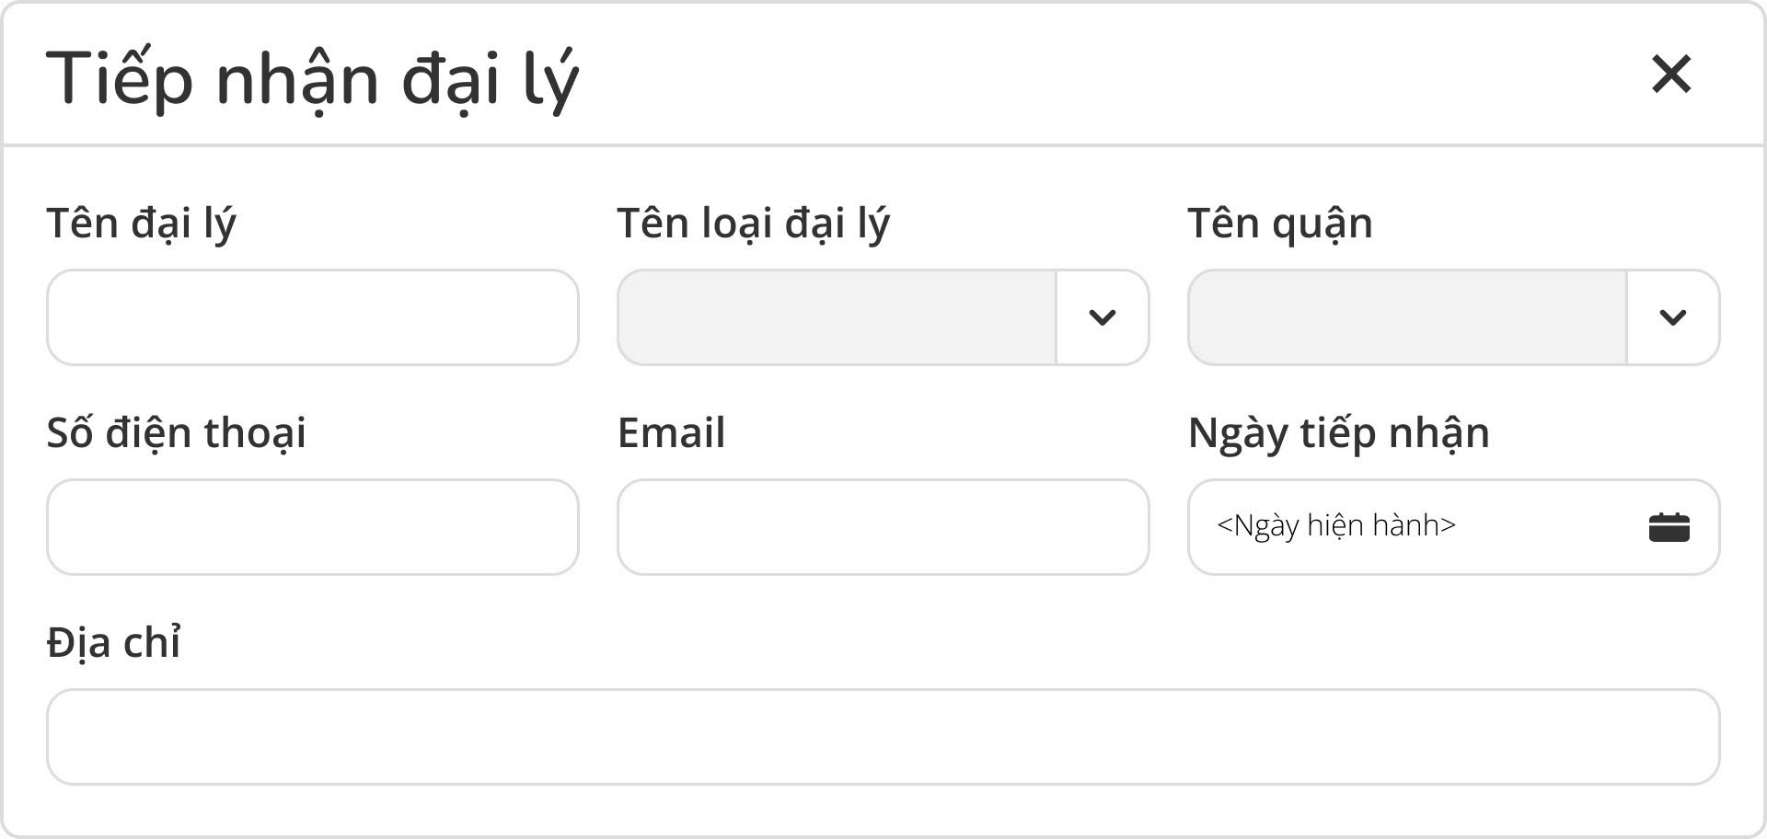 Tiếp nhận đại lý
Tên đại lý
Tên loại đại lý
Tên quận
Số điện thoại
Email
Ngày tiếp nhận
<Ngày hiện hành>
Địa chỉ